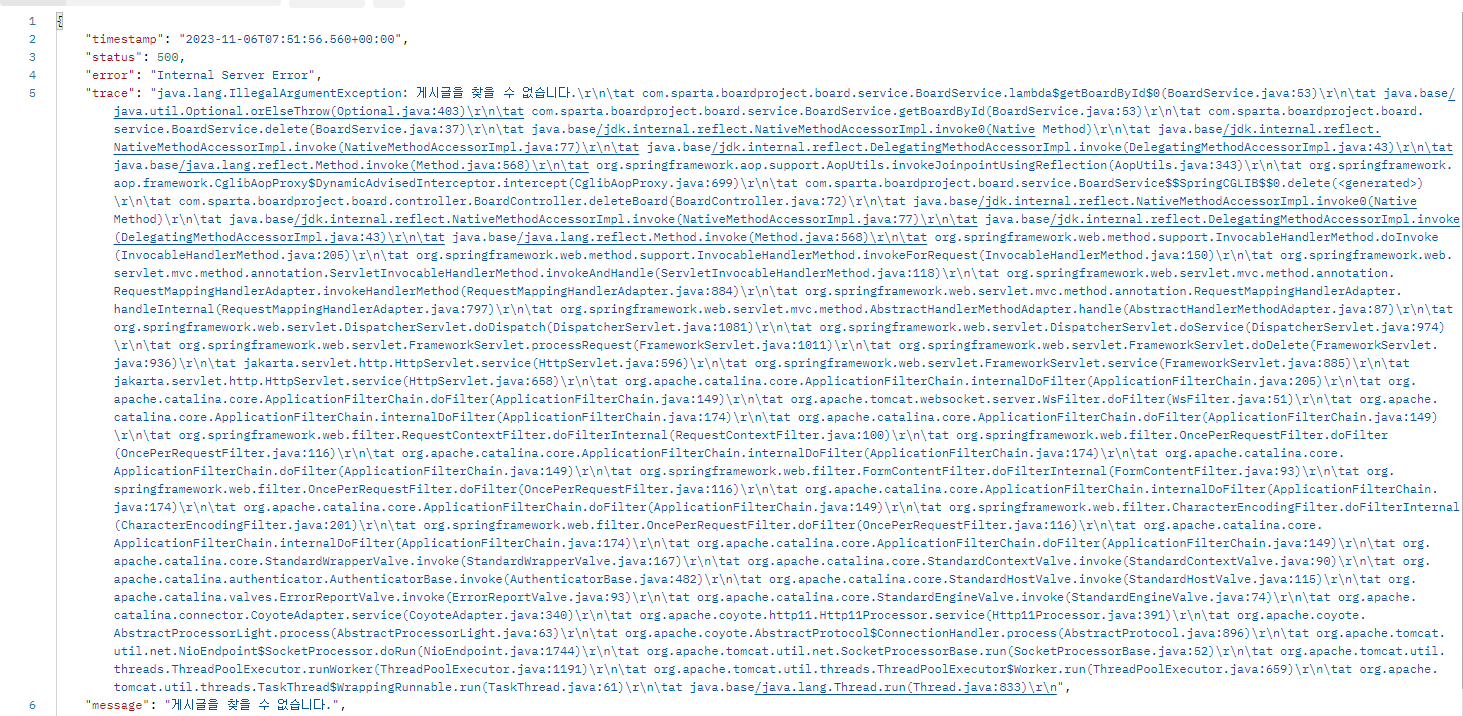 1 {
2 "timestamp": "2023-11-06T07:51:56.560+00:00",
3 "status": 500,
4 "error": "Internal Server Error",
5 "trace": "java.lang.IllegalArgumentException: 게시글을 찾을 수 없습니다.\r\n\tat com.sparta.boardproject.board.service.BoardService.lambda$getBoardById$0(BoardService.java:53)\r\n\tat java.base/
java.util.Optional.orElseThrow(Optional.java:403)\r\n\tat com.sparta.boardproject.board.service.BoardService.getBoardById(BoardService.java:53)\r\n\tat com.sparta.boardproject.board.
service.BoardService.delete(BoardService.java:37)\r\n\tat java.base/jdk.internal.reflect.NativeMethodAccessorImpl.invoke0(Native Method)\r\n\tat java.base/jdk.internal.reflect.
NativeMethodAccessorImpl.invoke(NativeMethodAccessorImpl.java:77)\r\n\tat java.base/jdk.internal.reflect.DelegatingMethodAccessorImpl.invoke(DelegatingMethodAccessorImpl.java:43)\r\n\tat
java.base/java.lang.reflect.Method.invoke(Method.java:568)\r\n\tat org.springframework.aop.support.AopUtils.invokeJoinpointUsingReflection(AopUtils.java:343)\r\n\tat org.springframework.
aop.framework.CglibAopProxy$DynamicAdvisedInterceptor.intercept(CglibAopProxy.java:699)\r\n\tat com.sparta.boardproject.board.service.BoardService$$SpringCGLIB$$0.delete(<generated>)
\r\n\tat com.sparta.boardproject.board.controller.BoardController.deleteBoard(BoardController.java:72)\r\n\tat java.base/jdk.internal.reflect.NativeMethodAccessorImpl.invoke0(Native
Method)\r\n\tat java.base/jdk.internal.reflect.NativeMethodAccessorImpl.invoke(NativeMethodAccessorImpl.java:77)\r\n\tat java.base/jdk.internal.reflect.DelegatingMethodAccessorImpl.invoke
(DelegatingMethodAccessorImpl.java:43)\r\n\tat java.base/java.lang.reflect.Method.invoke(Method.java:568)\r\n\tat org.springframework.web.method.support.InvocableHandlerMethod.doInvoke
(InvocableHandlerMethod.java:205)\r\n\tat org.springframework.web.method.support.InvocableHandlerMethod.invokeForRequest(InvocableHandlerMethod.java:150)\r\n\tat org.springframework.web.
servlet.mvc.method.annotation.ServletInvocableHandlerMethod.invokeAndHandle(ServletInvocableHandlerMethod.java:118)\r\n\tat org.springframework.web.servlet.mvc.method.annotation.
RequestMappingHandlerAdapter.invokeHandlerMethod(RequestMappingHandlerAdapter.java:884)\r\n\tat org.springframework.web.servlet.mvc.method.annotation.RequestMappingHandlerAdapter.
handleInternal(RequestMappingHandlerAdapter.java:797)\r\n\tat org.springframework.web.servlet.mvc.method.AbstractHandlerMethodAdapter.handle(AbstractHandlerMethodAdapter.java:87)\r\n\tat
org.springframework.web.servlet.DispatcherServlet.doDispatch(DispatcherServlet.java:1081)\r\n\tat org.springframework.web.servlet.DispatcherServlet.doService(DispatcherServlet.java:974)
\r\n\tat org.springframework.web.servlet.FrameworkServlet.processRequest(FrameworkServlet.java:1011)\r\n\tat org.springframework.web.servlet.FrameworkServlet.doDelete(FrameworkServlet.
java:936)\r\n\tat jakarta.servlet.http.HttpServlet.service(HttpServlet.java:596)\r\n\tat org.springframework.web.servlet.FrameworkServlet.service(FrameworkServlet.java:885)\r\n\tat
jakarta.servlet.http.HttpServlet.service(HttpServlet.java:658)\r\n\tat org.apache.catalina.core.ApplicationFilterChain.internalDoFilter(ApplicationFilterChain.java:205)\r\n\tat org.
apache.catalina.core.ApplicationFilterChain.doFilter(ApplicationFilterChain.java:149)\r\n\tat org.apache.tomcat.websocket.server.WsFilter.doFilter(WsFilter.java:51)\r\n\tat org.apache.
catalina.core.ApplicationFilterChain.internalDoFilter(ApplicationFilterChain.java:174)\r\n\tat org.apache.catalina.core.ApplicationFilterChain.doFilter(ApplicationFilterChain.java:149)
\r\n\tat org.springframework.web.filter.RequestContextFilter.doFilterInternal(RequestContextFilter.java:100)\r\n\tat org.springframework.web.filter.OncePerRequestFilter.doFilter
(OncePerRequestFilter.java:116)\r\n\tat org.apache.catalina.core.ApplicationFilterChain.internalDoFilter(ApplicationFilterChain.java:174)\r\n\tat org.apache.catalina.core.
ApplicationFilterChain.doFilter(ApplicationFilterChain.java:149)\r\n\tat org.springframework.web.filter.FormContentFilter.doFilterInternal(FormContentFilter.java:93)\r\n\tat org.
springframework.web.filter.OncePerRequestFilter.doFilter(OncePerRequestFilter.java:116)\r\n\tat org.apache.catalina.core.ApplicationFilterChain.internalDoFilter(ApplicationFilterChain.
java:174)\r\n\tat org.apache.catalina.core.ApplicationFilterChain.doFilter(ApplicationFilterChain.java:149)\r\n\tat org.springframework.web.filter.CharacterEncodingFilter.doFilterInternal
(CharacterEncodingFilter.java:201)\r\n\tat org.springframework.web.filter.OncePerRequestFilter.doFilter(OncePerRequestFilter.java:116)\r\n\tat org.apache.catalina.core.
ApplicationFilterChain.internalDoFilter(ApplicationFilterChain.java:174)\r\n\tat org.apache.catalina.core.ApplicationFilterChain.doFilter(ApplicationFilterChain.java:149)\r\n\tat org.
apache.catalina.core.StandardWrapperValve.invoke(StandardWrapperValve.java:167)\r\n\tat org.apache.catalina.core.StandardContextValve.invoke(StandardContextValve.java:90)\r\n\tat org.
apache.catalina.authenticator.AuthenticatorBase.invoke(AuthenticatorBase.java:482)\r\n\tat org.apache.catalina.core.StandardHostValve.invoke(StandardHostValve.java:115)\r\n\tat org.
apache.catalina.valves.ErrorReportValve.invoke(ErrorReportValve.java:93)\r\n\tat org.apache.catalina.core.StandardEngineValve.invoke(StandardEngineValve.java:74)\r\n\tat org.apache.
catalina.connector.CoyoteAdapter.service(CoyoteAdapter.java:340)\r\n\tat org.apache.coyote.http11.Http11Processor.service(Http11Processor.java:391)\r\n\tat org.apache.coyote.
AbstractProcessorLight.process(AbstractProcessorLight.java:63)\r\n\tat org.apache.coyote.AbstractProtocol$ConnectionHandler.process(AbstractProtocol.java:896)\r\n\tat org.apache.tomcat.
util.net.NioEndpoint$SocketProcessor.doRun(NioEndpoint.java:1744)\r\n\tat org.apache.tomcat.util.net.SocketProcessorBase.run(SocketProcessorBase.java:52)\r\n\tat org.apache.tomcat.util.
threads.ThreadPoolExecutor.runWorker(ThreadPoolExecutor.java:1191)\r\n\tat org.apache.tomcat.util.threads.ThreadPoolExecutor$Worker.run(ThreadPoolExecutor.java:659)\r\n\tat org.apache.
tomcat.util.threads.TaskThread$WrappingRunnable.run(TaskThread.java:61)\r\n\tat java.base/java.lang.Thread.run(Thread.java:833)\r\n",
6 "message": "게시글을 찾을 수 없습니다.",